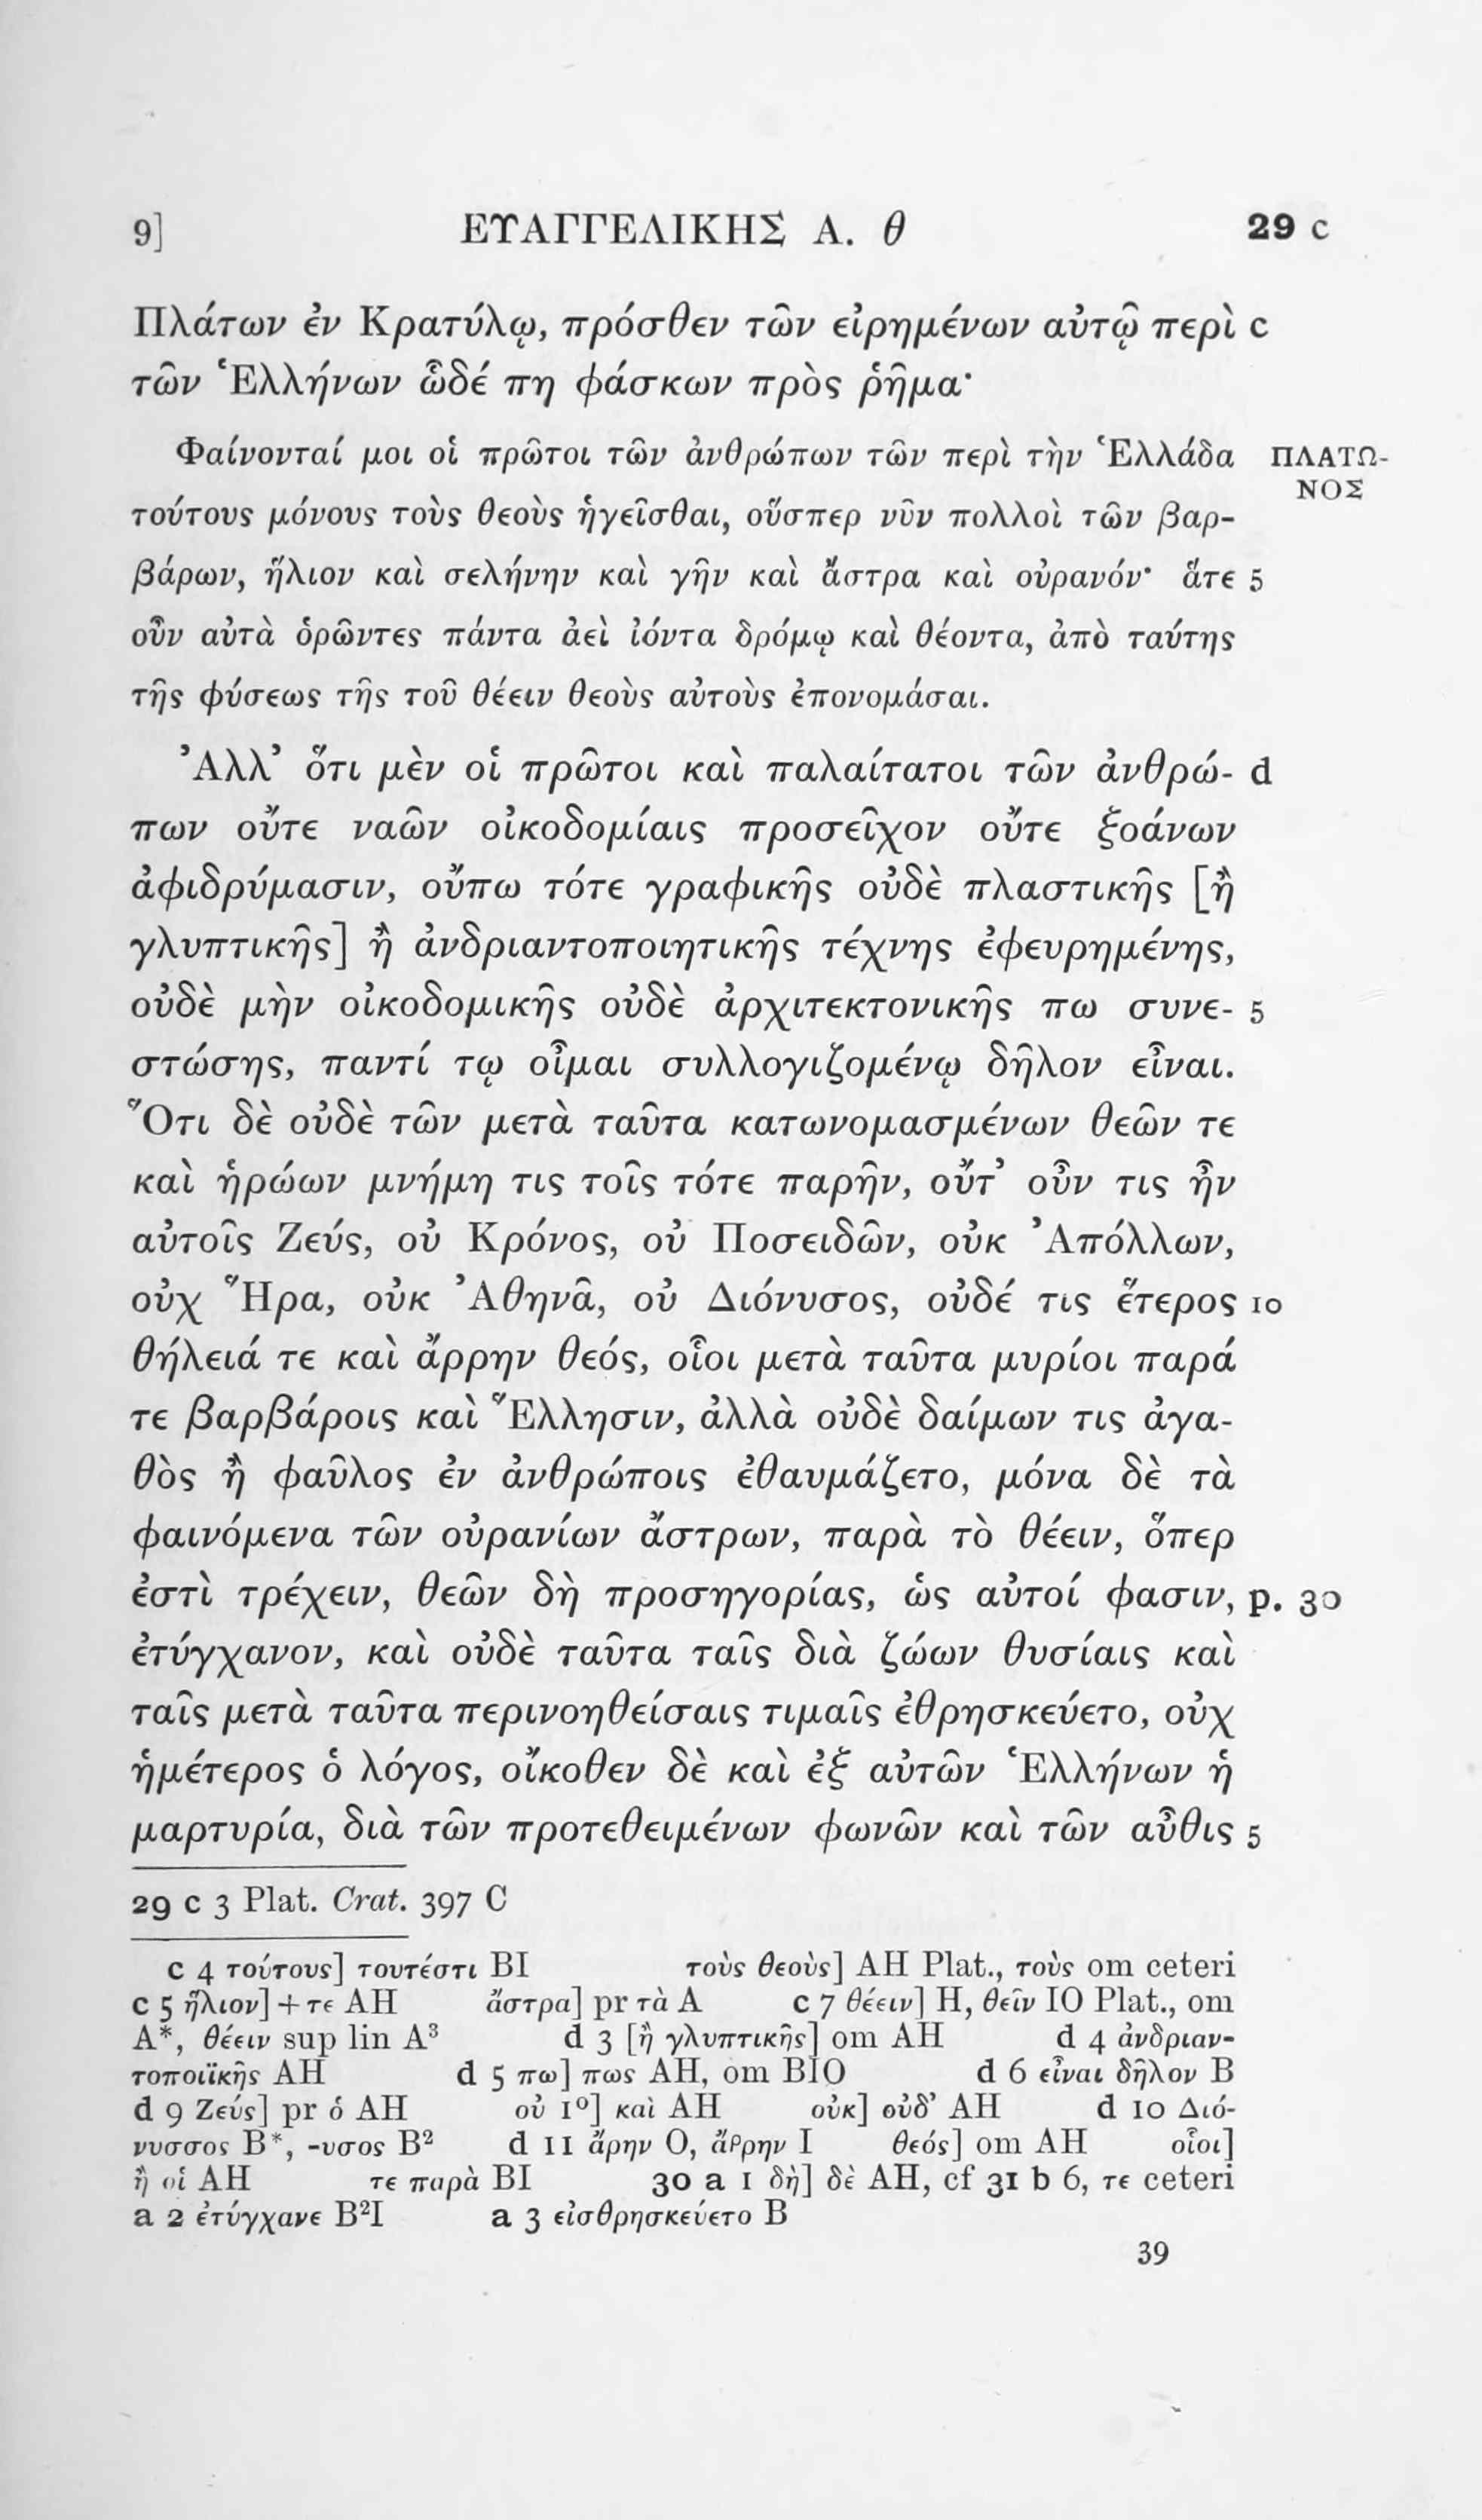 9] ΕΥΑΓΓΕΛΙΚΗΣ Α. θ 29 c
Πλάτων ἐν Κρατύλῳ, πρόσθεν τῶν εἰρημένων αὐτῷ περὶ c
τῶν Ἑλλήνων ὧδέ πη φάσκων πρὸς ῥῆμα·
Φαίνονταί μοι οἱ πρῶτοι τῶν ἀνθρώπων τῶν περὶ τὴν Ἑλλάδα ΠΛΑΤΩ-
ΝΟΣ
τούτους μόνους τοὺς θεοὺς ἡγεῖσθαι, οὕσπερ νῦν πολλοὶ τῶν βαρ-
βάρων, ἥλιον καὶ σελήνην καὶ γῆν καὶ ἄστρα καὶ οὐρανόν· ἅτε 5
οὖν αὐτὰ ὁρῶντες πάντα ἀεὶ ἰόντα δρόμῳ καὶ θέοντα, ἀπὸ ταύτης
τῆς φύσεως τῆς τοῦ θέειν θεοὺς αὐτοὺς ἐπονομάσαι.
Ἀλλ’ ὅτι μὲν οἱ πρῶτοι καὶ παλαίτατοι τῶν ἀνθρώ- d
πων οὔτε ναῶν οἰκοδομίαις προσεῖχον οὔτε ξοάνων
ἀφιδρύμασιν, οὔπω τότε γραφικῆς οὐδὲ πλαστικῆς [ἢ
γλυπτικῆς] ἢ ἀνδριαντοποιητικῆς τέχνης ἐφευρημένης,
οὐδὲ μὴν οἰκοδομικῆς οὐδὲ ἀρχιτεκτονικῆς πω συνε- 5
στώσης, παντί τῳ οἶμαι συλλογιζομένῳ δῆλον εἶναι.
Ὅτι δὲ οὐδὲ τῶν μετὰ ταῦτα κατωνομασμένων θεῶν τε
καὶ ἡρώων μνήμη τις τοῖς τότε παρῆν, οὔτ’ οὖν τις ἦν
αὐτοῖς Ζεύς, οὐ Κρόνος, οὐ Ποσειδῶν, οὐκ Ἀπόλλων,
οὐχ Ἥρα, οὐκ Ἀθηνᾶ, οὐ Διόνυσος, οὐδέ τις ἕτερος 10
θήλειά τε καὶ ἄρρην θεός, οἷοι μετὰ ταῦτα μυρίοι παρά
τε βαρβάροις καὶ Ἕλλησιν, ἀλλὰ οὐδὲ δαίμων τις ἀγα-
θὸς ἢ φαῦλος ἐν ἀνθρώποις ἐθαυμάζετο, μόνα δὲ τὰ
φαινόμενα τῶν οὐρανίων ἄστρων, παρὰ τὸ θέειν, ὅπερ
ἐστὶ τρέχειν, θεῶν δὴ προσηγορίας, ὡς αὐτοί φασιν, p. 30
ἐτύγχανον, καὶ οὐδὲ ταῦτα ταῖς διὰ ζώων θυσίαις καὶ
ταῖς μετὰ ταῦτα περινοηθείσαις τιμαῖς ἐθρησκεύετο, οὐχ
ἡμέτερος ὁ λόγος, οἴκοθεν δὲ καὶ ἐξ αὐτῶν Ἑλλήνων ἡ
μαρτυρία, διὰ τῶν προτεθειμένων φωνῶν καὶ τῶν αὖθις 5
29 c 3 Plat. Crat. 397 C
c 4 τούτους] τουτέστι BI τοὺς θεοὺς] AH Plat., τοὺς om ceteri
c 5 ἥλιον] + τε AH ἄστρα] pr τὰ A c 7 θέειν] H, θεῖν IO Plat., om
A*, θέειν sup lin A³ d 3 [ἢ γλυπτικῆς] om AH d 4 ἀνδριαν-
τοποιϊκῆς AH d 5 πω] πως AH, om BIO d 6 εἶναι δῆλον B
d 9 Ζεύς] pr ὁ AH οὐ 1º] καὶ AH οὐκ] οὐδ’ AH d 10 Διό-
νυσσος B*, -υσος B² d 11 ἄρην O, ἄρρην I θεός] om AH οἷοι]
ἢ οἱ AH τε παρὰ BI 30 a 1 δὴ] δὲ AH, cf 31 b 6, τε ceteri
a 2 ἐτύγχανε B²I a 3 εἰσθρησκεύετο B
39